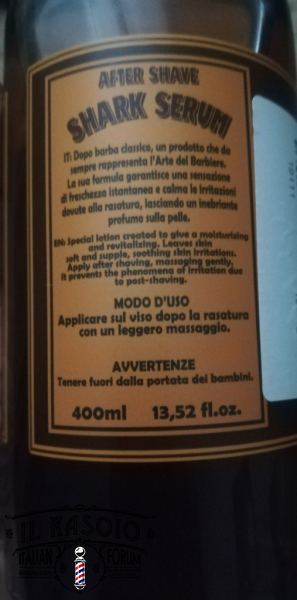 AFTER SHAVE
SHARK SERUM
IT: Dopo barba classico, un prodotto che da
sempre rappresenta l'Arte del Barbiere.
La sua formula garantisce una sensazione
di freschezza istantanea e calma le irritazioni
dovute alla rasatura, lasciando un inebriante
profumo sulla pelle.
EN: Special lotion created to give a moisturizing
and revitalizing. Leaves skin
soft and supple, soothing skin irritations.
Apply after shaving, massaging gently,
It prevents the phenomena of irritation due
to post-shaving.
MODO D'USO
Applicare sul viso dopo la rasatura
con un leggero massaggio.
AVVERTENZE
Tenere fuori dalla portata dei bambini.
400ml 13,52 fl.oz.
IL RASOIO
ITALIAN FORUM